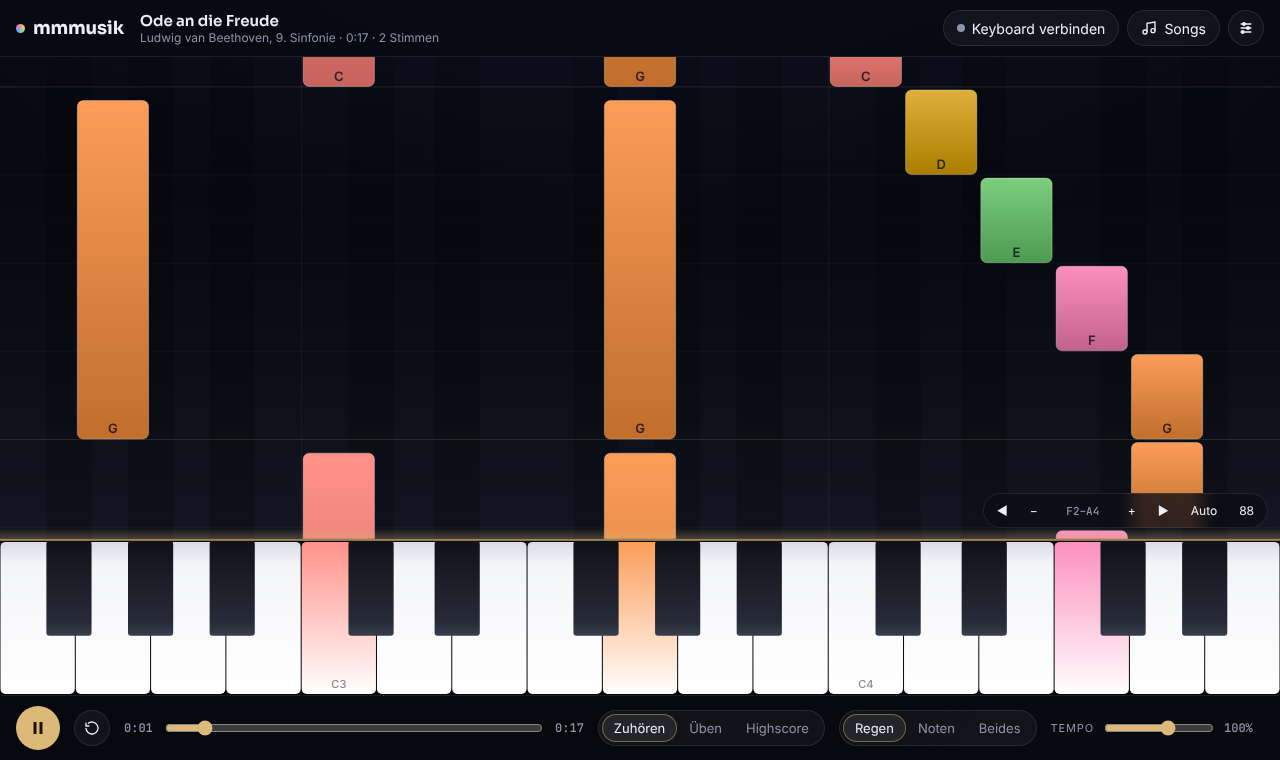 mmmusik
Ode an die Freude
Ludwig van Beethoven, 9. Sinfonie · 0:17 · 2 Stimmen
Keyboard verbinden
Songs
C
G
C
D
E
F
G
G
G
F2–A4
Auto
88
C3
C4
0:01
0:17
Zuhören
Üben
Highscore
Regen
Noten
Beides
TEMPO
100%